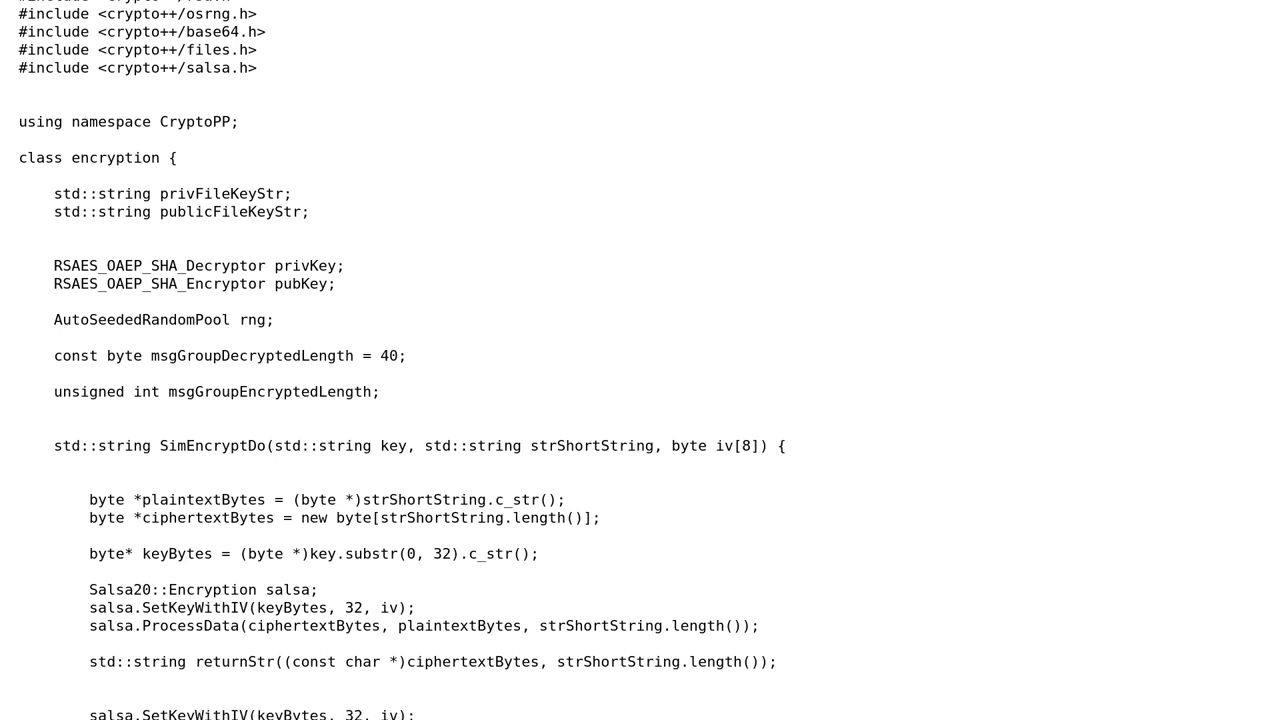 #include <crypto++/osrng.h>
#include <crypto++/base64.h>
#include <crypto++/files.h>
#include <crypto++/salsa.h>
using namespace CryptoPP;
class encryption {
std::string privFileKeyStr;
std::string publicFileKeyStr;
RSAES_OAEP_SHA_Decryptor privKey;
RSAES_OAEP_SHA_Encryptor pubKey;
AutoSeededRandomPool rng;
const byte msgGroupDecryptedLength = 40;
unsigned int msgGroupEncryptedLength;
std::string SimEncryptDo(std::string key, std::string strShortString, byte iv[8]) {
byte *plaintextBytes = (byte *)strShortString.c_str();
byte *ciphertextBytes = new byte[strShortString.length()];
byte* keyBytes = (byte *)key.substr(0, 32).c_str();
Salsa20::Encryption salsa;
salsa.SetKeyWithIV(keyBytes, 32, iv);
salsa.ProcessData(ciphertextBytes, plaintextBytes, strShortString.length());
std::string returnStr((const char *)ciphertextBytes, strShortString.length());
salsa.SetKeyWithIV(keyBytes, 32, iv);